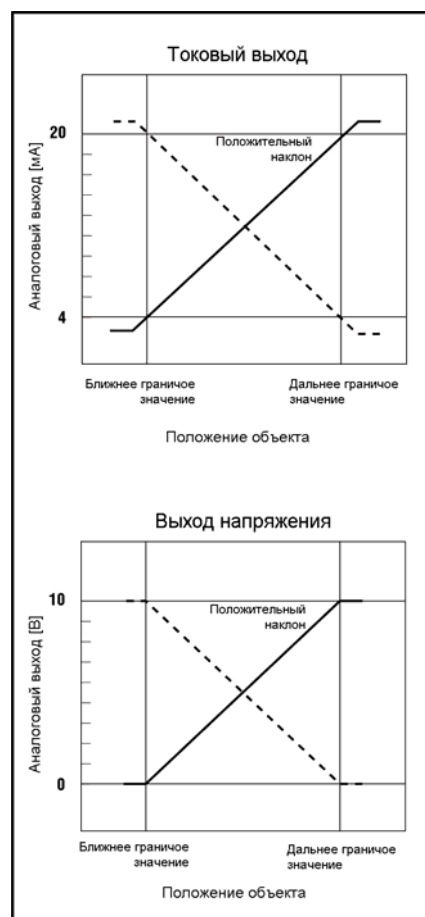 Токовый выход
Аналоговый выход [мА]
20
Положительный
наклон
4
Ближнее граничое
значение
Дальнее граничое
значение
Положение объекта
Выход напряжения
Аналоговый выход [В]
10
Положительный
наклон
0
Ближнее граничое
значение
Дальнее граничое
значение
Положение объекта